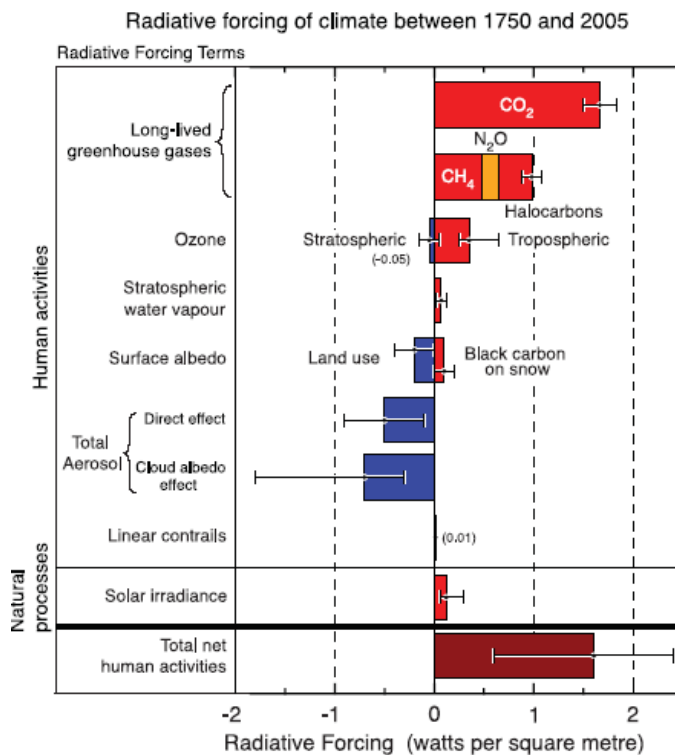 Radiative forcing of climate between 1750 and 2005
Radiative Forcing Terms
Human activities
Long-lived
greenhouse gases
CO₂
N₂O
CH₄
Halocarbons
Ozone
Stratospheric
(-0.05)
Tropospheric
Stratospheric
water vapour
Surface albedo
Land use
Black carbon
on snow
Total
Aerosol
Direct effect
Cloud albedo
effect
Linear contrails
(0.01)
Natural
processes
Solar irradiance
Total net
human activities
-2 -1 0 1 2
Radiative Forcing (watts per square metre)